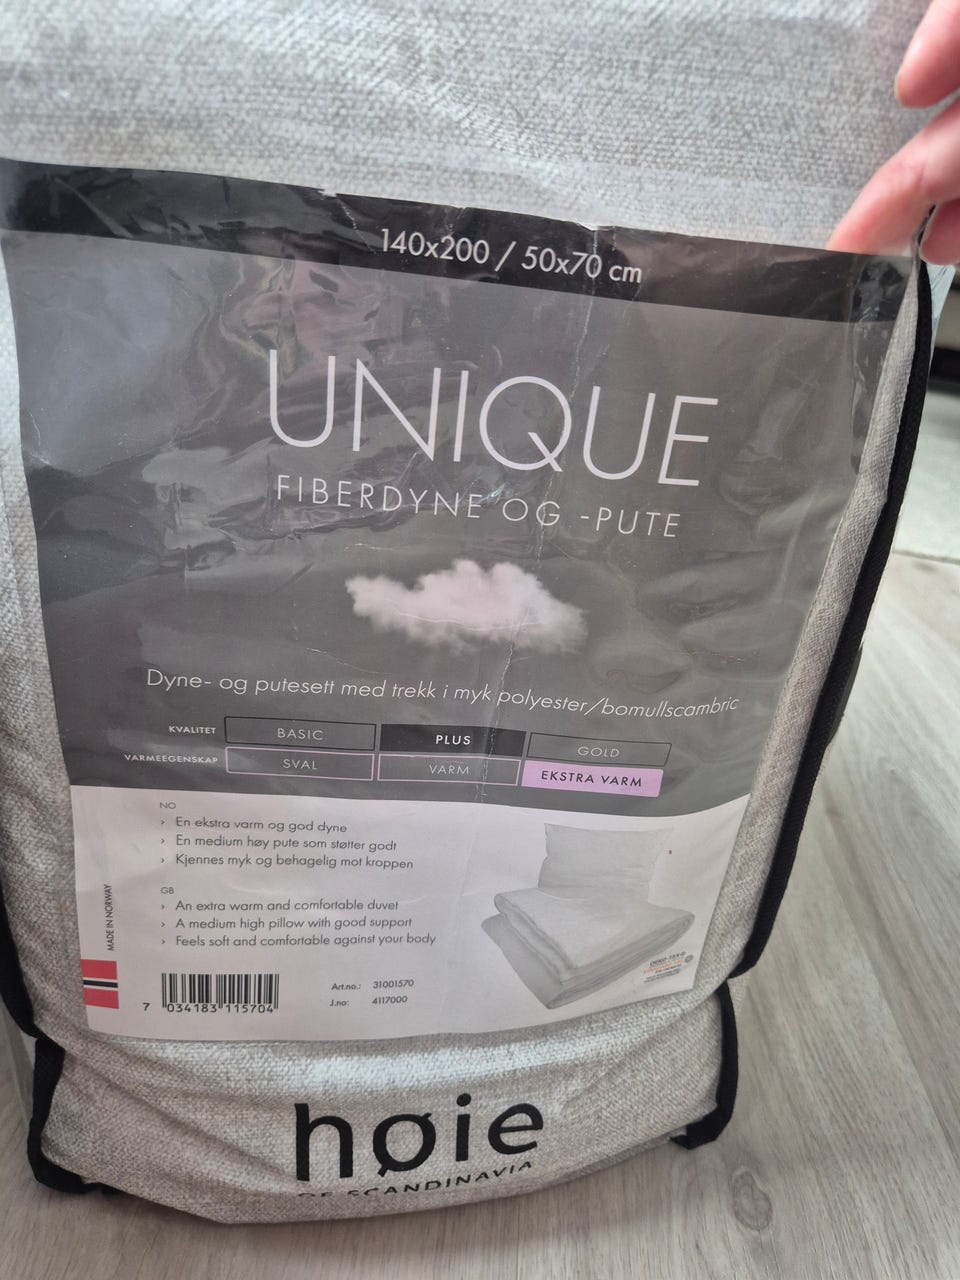 140x200 / 50x70 cm
UNIQUE
FIBERDYNE OG -PUTE
Dyne- og putesett med trekk i myk polyester/bomullscambric
KVALITET BASIC PLUS GOLD
VARMEEGENSKAP SVAL VARM EKSTRA VARM
NO
› En ekstra varm og god dyne
› En medium høy pute som støtter godt
› Kjennes myk og behagelig mot kroppen
GB
› An extra warm and comfortable duvet
› A medium high pillow with good support
› Feels soft and comfortable against your body
MADE IN NORWAY
OEKO-TEX®
7 034183 115704
Art.no.: 31001570
J.no: 4117000
høie
OF SCANDINAVIA